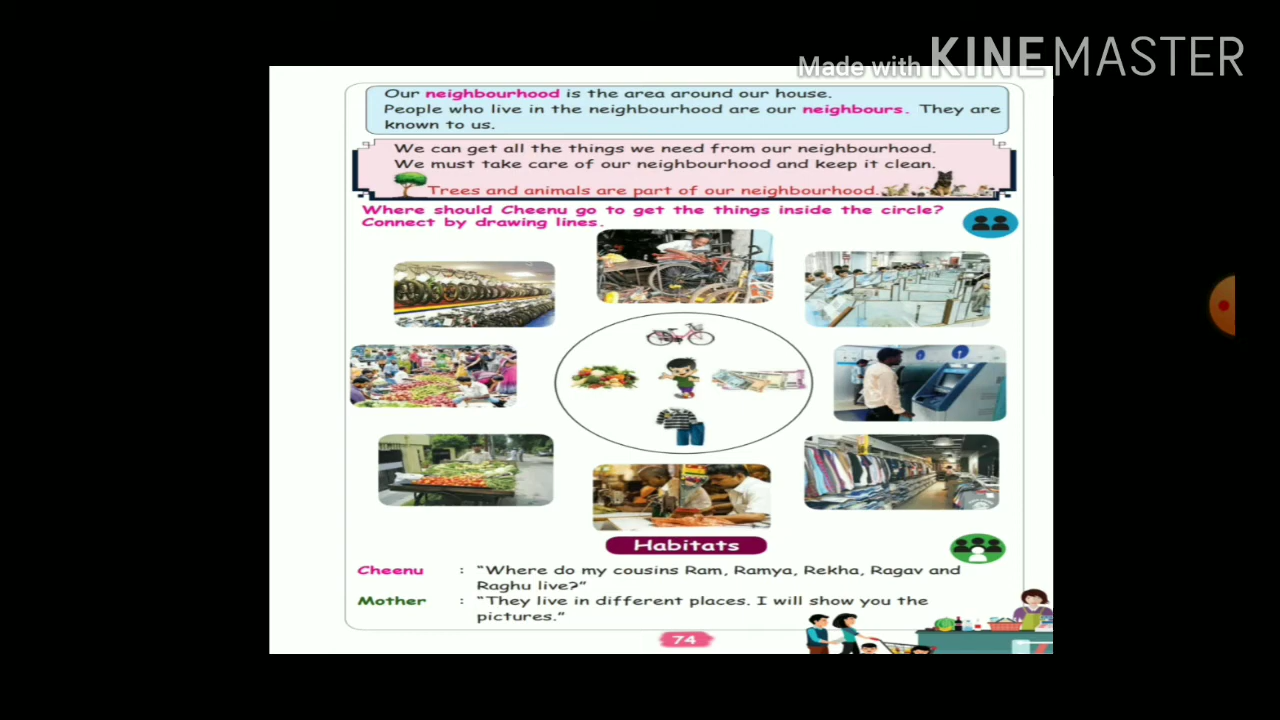 Made with KINEMASTER
Our neighbourhood is the area around our house.
People who live in the neighbourhood are our neighbours. They are
known to us.
We can get all the things we need from our neighbourhood.
We must take care of our neighbourhood and keep it clean.
Trees and animals are part of our neighbourhood.
Where should Cheenu go to get the things inside the circle?
Connect by drawing lines.
Habitats
Cheenu : “Where do my cousins Ram, Ramya, Rekha, Ragav and
Raghu live?”
Mother : “They live in different places. I will show you the
pictures.”
74